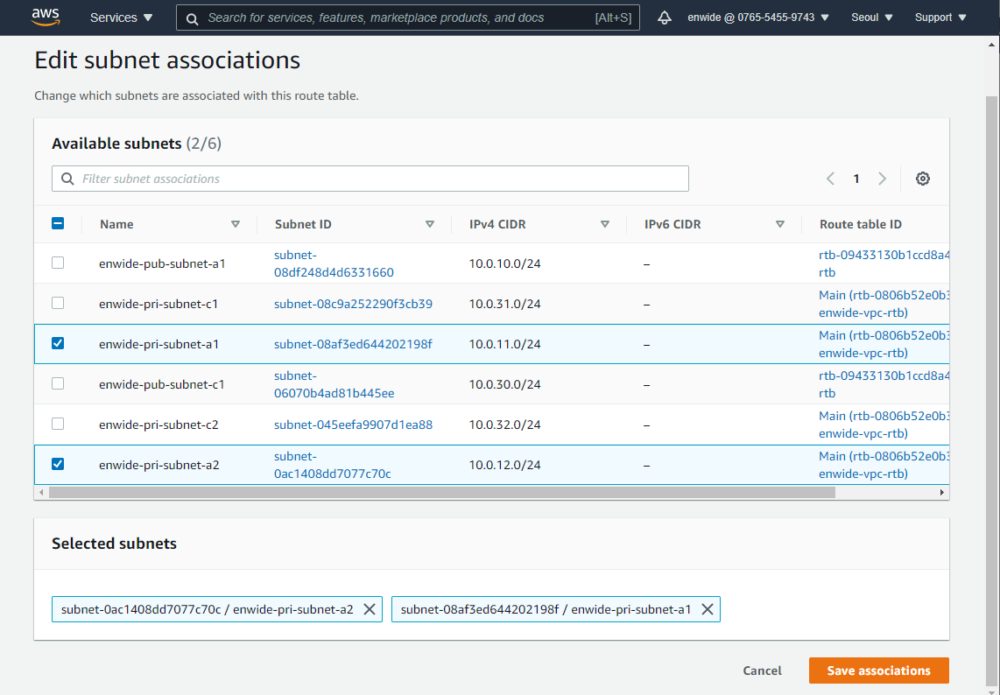 aws Services Search for services, features, marketplace products, and docs [Alt+S] enwide @ 0765-5455-9743 Seoul Support
Edit subnet associations
Change which subnets are associated with this route table.
Available subnets (2/6)
Filter subnet associations 1
Name Subnet ID IPv4 CIDR IPv6 CIDR Route table ID
enwide-pub-subnet-a1 subnet- 10.0.10.0/24 – rtb-09433130b1ccd8a4
08df248d4d6331660 rtb
enwide-pri-subnet-c1 subnet-08c9a252290f3cb39 10.0.31.0/24 – Main (rtb-0806b52e0b3
enwide-vpc-rtb)
enwide-pri-subnet-a1 subnet-08af3ed644202198f 10.0.11.0/24 – Main (rtb-0806b52e0b3
enwide-vpc-rtb)
enwide-pub-subnet-c1 subnet- 10.0.30.0/24 – rtb-09433130b1ccd8a4
06070b4ad81b445ee rtb
enwide-pri-subnet-c2 subnet-045eefa9907d1ea88 10.0.32.0/24 – Main (rtb-0806b52e0b3
enwide-vpc-rtb)
enwide-pri-subnet-a2 subnet- 10.0.12.0/24 – Main (rtb-0806b52e0b3
0ac1408dd7077c70c enwide-vpc-rtb)
Selected subnets
subnet-0ac1408dd7077c70c / enwide-pri-subnet-a2 subnet-08af3ed644202198f / enwide-pri-subnet-a1
Cancel Save associations